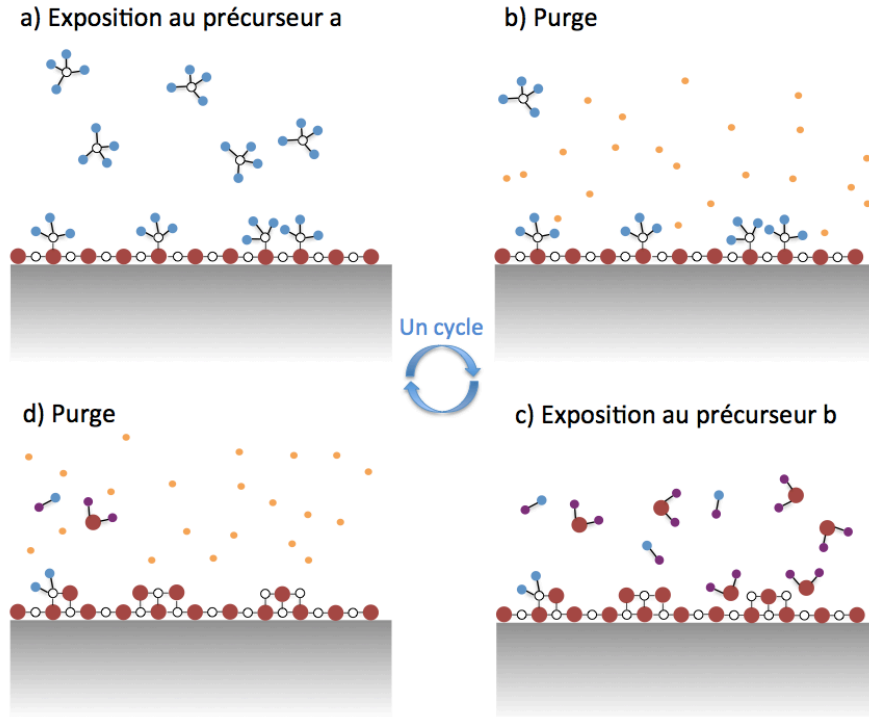 a) Exposition au précurseur a
b) Purge
Un cycle
d) Purge
c) Exposition au précurseur b